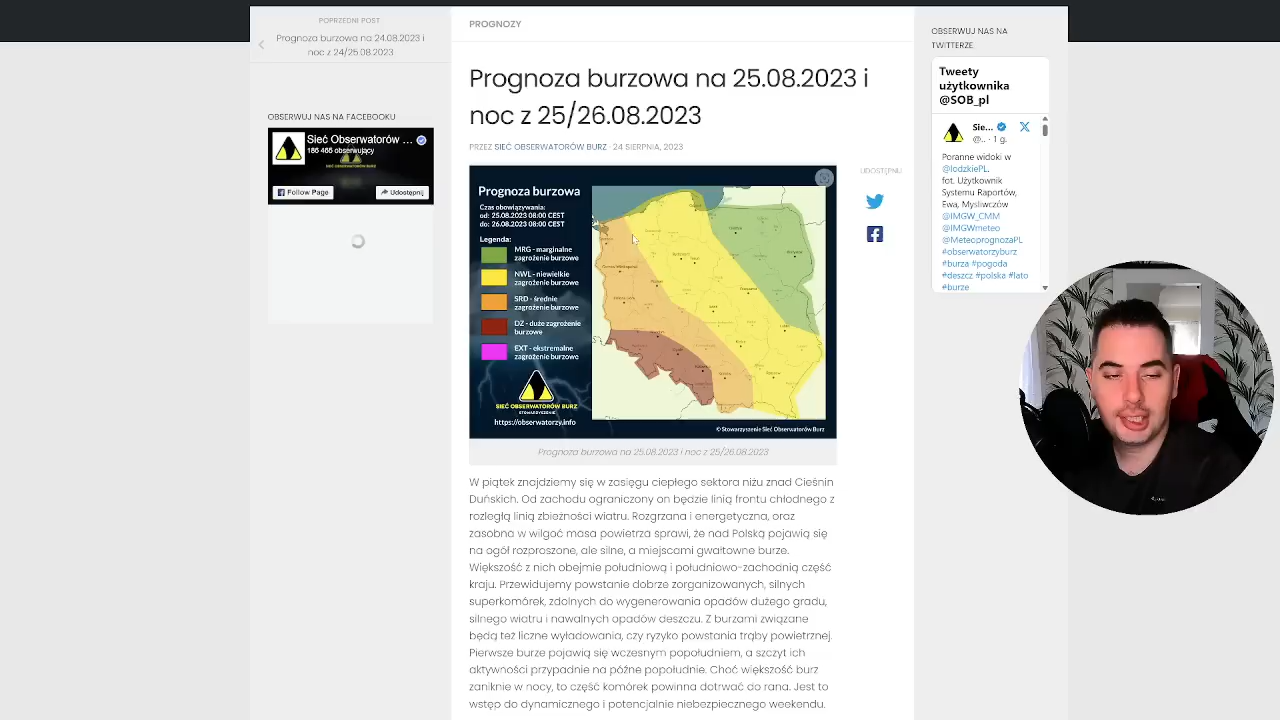 POPRZEDNI POST
Prognoza burzowa na 24.08.2023 i
noc z 24/25.08.2023
OBSERWUJ NAS NA FACEBOOKU
Sieć Obserwatorów ...
186 465 obserwujący
Follow Page
Udostępnij
PROGNOZY
Prognoza burzowa na 25.08.2023 i
noc z 25/26.08.2023
PRZEZ SIEĆ OBSERWATORÓW BURZ · 24 SIERPNIA, 2023
Prognoza burzowa
Czas obowiązywania:
od: 25.08.2023 08:00 CEST
do: 26.08.2023 08:00 CEST
Legenda:
MRG - marginalne
zagrożenie burzowe
NWL - niewielkie
zagrożenie burzowe
SRD - średnie
zagrożenie burzowe
DZ - duże zagrożenie
burzowe
EXT - ekstremalne
zagrożenie burzowe
SIEĆ OBSERWATORÓW BURZ
STOWARZYSZENIE
https://obserwatorzy.info
© Stowarzyszenie Sieć Obserwatorów Burz
Prognoza burzowa na 25.08.2023 i noc z 25/26.08.2023
W piątek znajdziemy się w zasięgu ciepłego sektora niżu znad Cieśnin
Duńskich. Od zachodu ograniczony on będzie linią frontu chłodnego z
rozległą linią zbieżności wiatru. Rozgrzana i energetyczna, oraz
zasobna w wilgoć masa powietrza sprawi, że nad Polską pojawią się
na ogół rozproszone, ale silne, a miejscami gwałtowne burze.
Większość z nich obejmie południową i południowo-zachodnią część
kraju. Przewidujemy powstanie dobrze zorganizowanych, silnych
superkomórek, zdolnych do wygenerowania opadów dużego gradu,
silnego wiatru i nawalnych opadów deszczu. Z burzami związane
będą też liczne wyładowania, czy ryzyko powstania trąby powietrznej.
Pierwsze burze pojawią się wczesnym popołudniem, a szczyt ich
aktywności przypadnie na późne popołudnie. Choć większość burz
zaniknie w nocy, to część komórek powinna dotrwać do rana. Jest to
wstęp do dynamicznego i potencjalnie niebezpiecznego weekendu.
UDOSTĘPNIJ
OBSERWUJ NAS NA
TWITTERZE
Tweety
użytkownika
@SOB_pl
Sie...
@.. · 1 g.
Poranne widoki w
@lodzkiePL.
fot. Użytkownik
Systemu Raportów,
Ewa, Myśliwczów
@IMGW_CMM
@IMGWmeteo
@MeteoprognozaPL
#obserwatorzyburz
#burza #pogoda
#deszcz #polska #lato
#burze